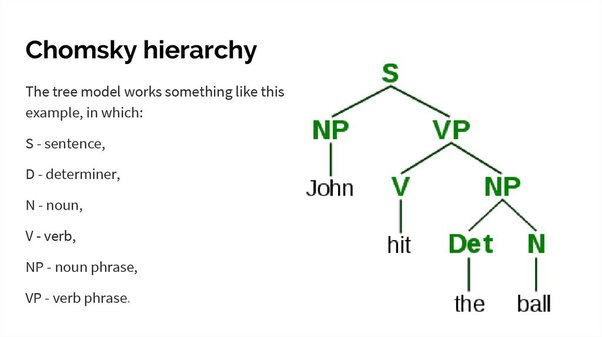 Chomsky hierarchy
The tree model works something like this
example, in which:
S - sentence,
D - determiner,
N - noun,
V - verb,
NP - noun phrase,
VP - verb phrase.
S
NP VP
John V NP
hit Det N
the ball